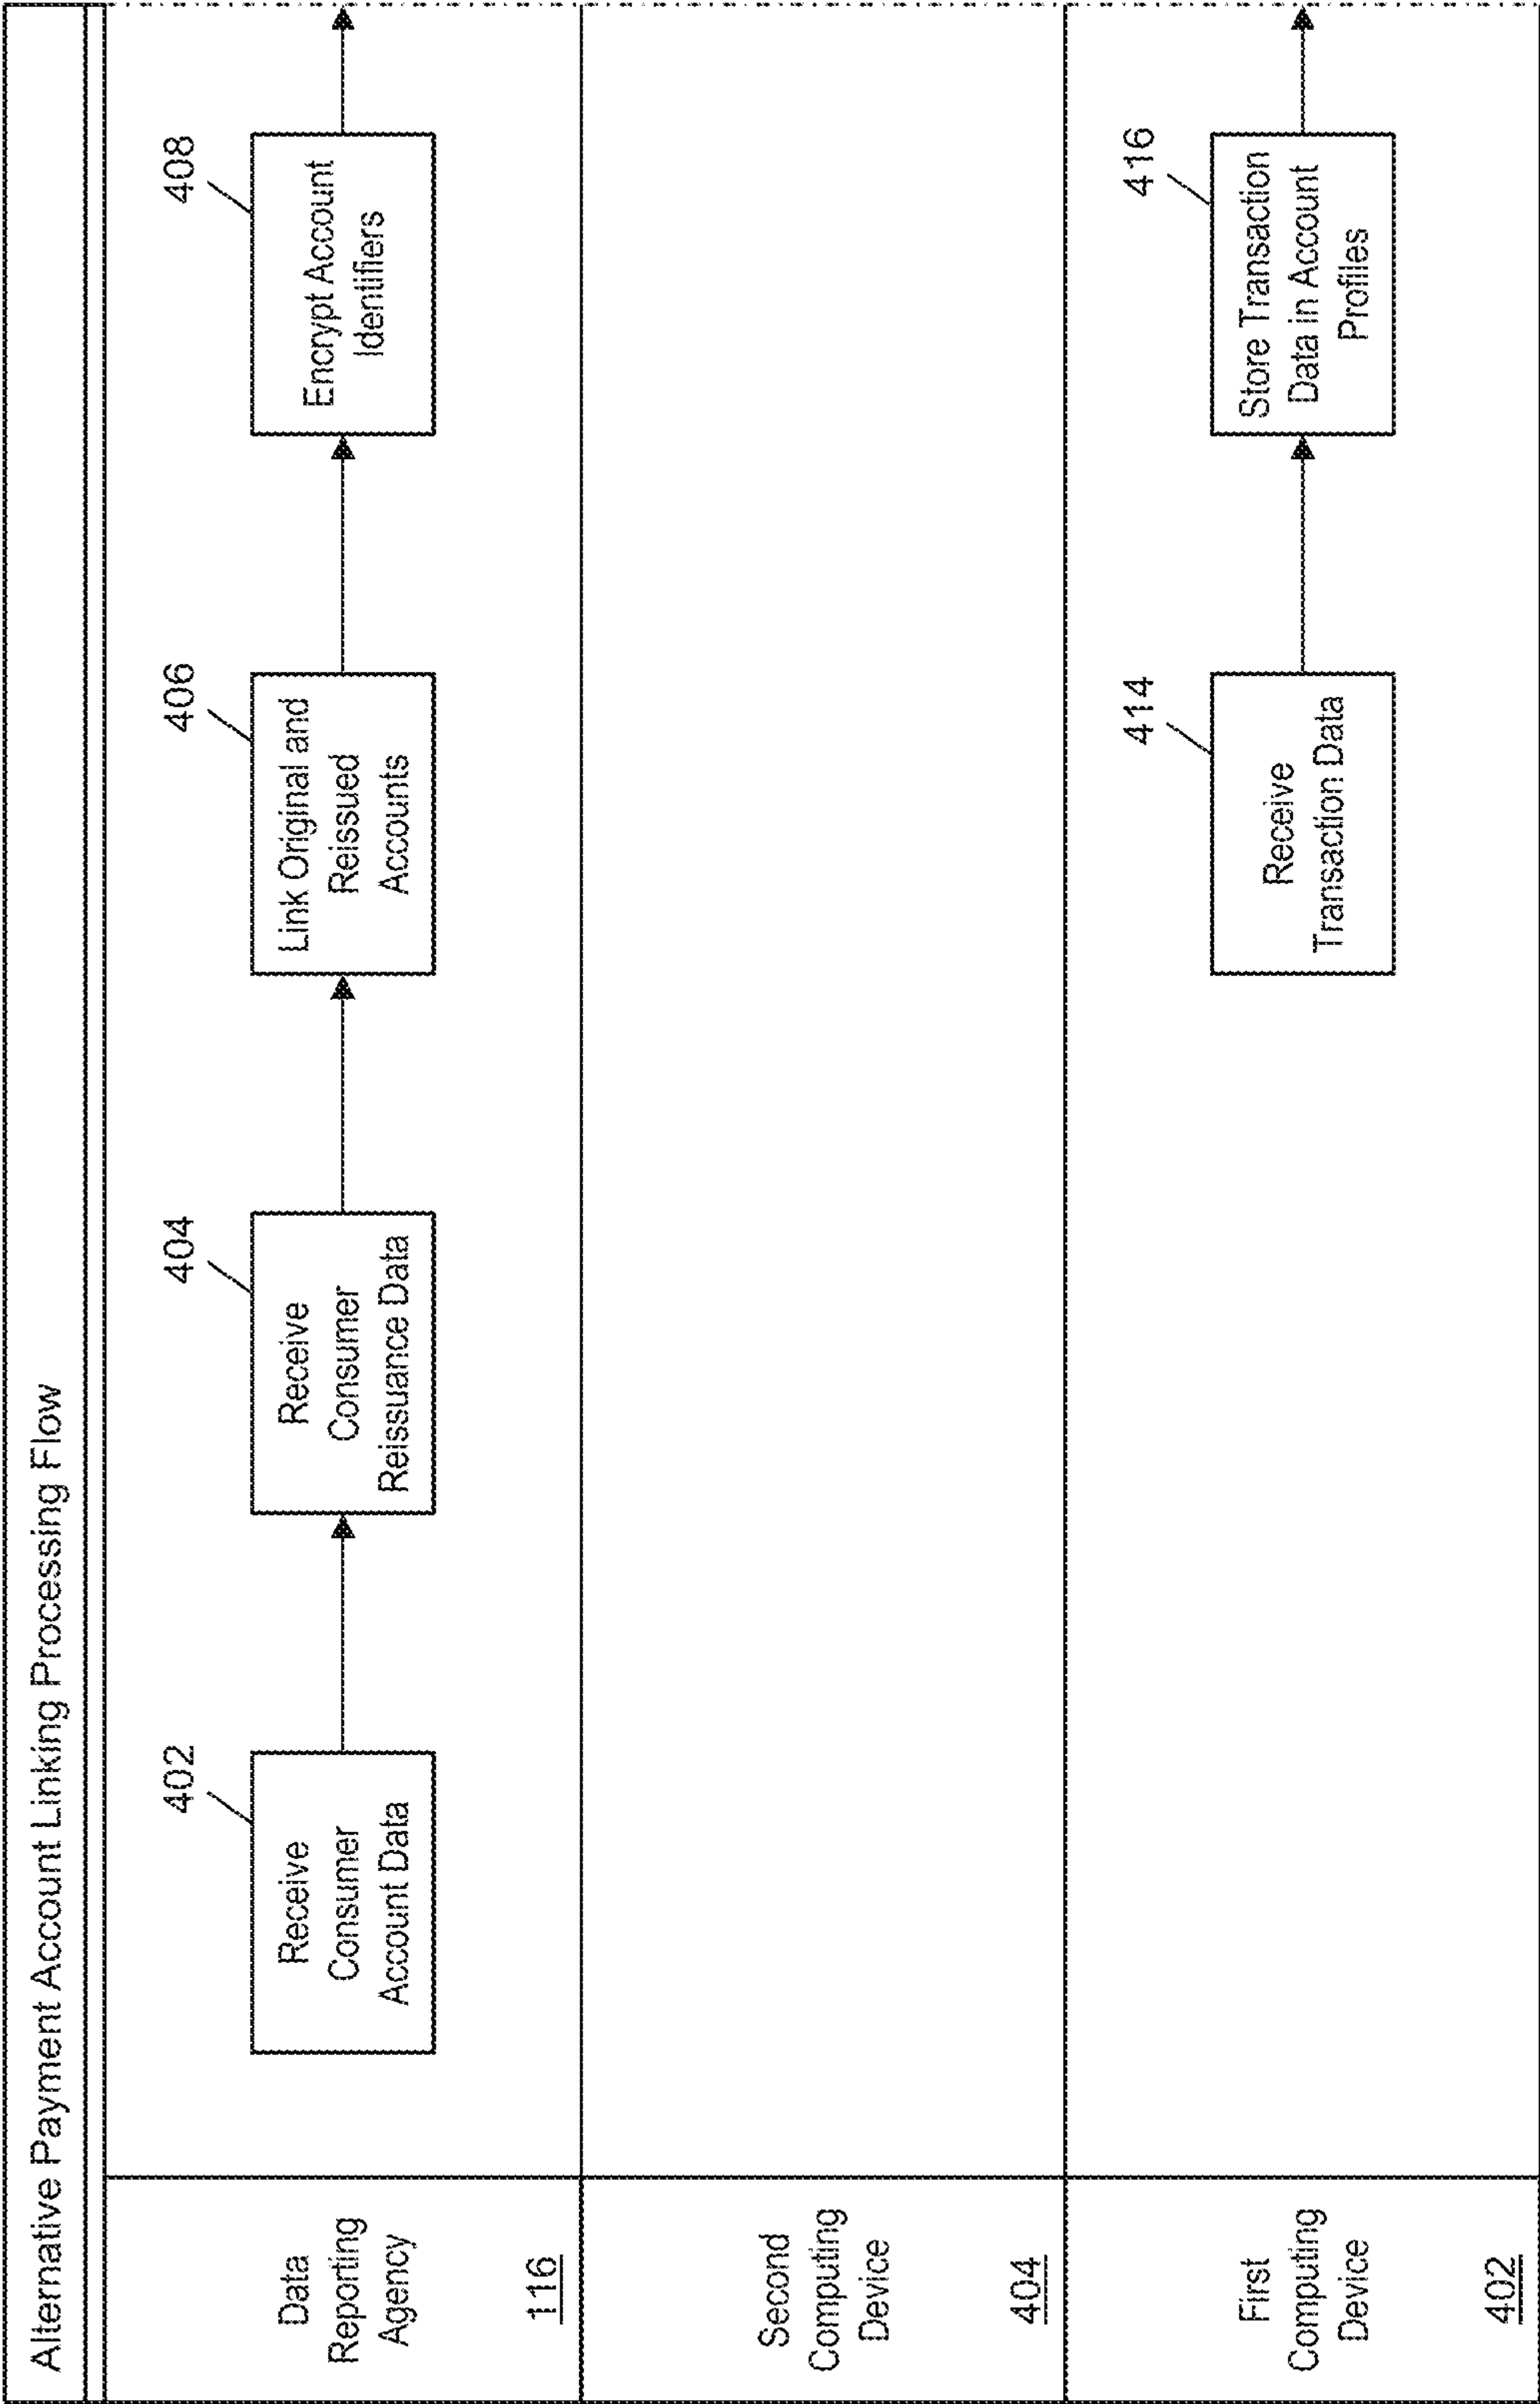 Alternative Payment Account Linking Processing Flow
Data
Reporting
Agency
116
402
Receive
Consumer
Account Data
404
Receive
Consumer
Reissuance Data
406
Link Original and
Reissued
Accounts
408
Encrypt Account
Identifiers
Second
Computing
Device
404
First
Computing
Device
402
414
Receive
Transaction Data
416
Store Transaction
Data in Account
Profiles